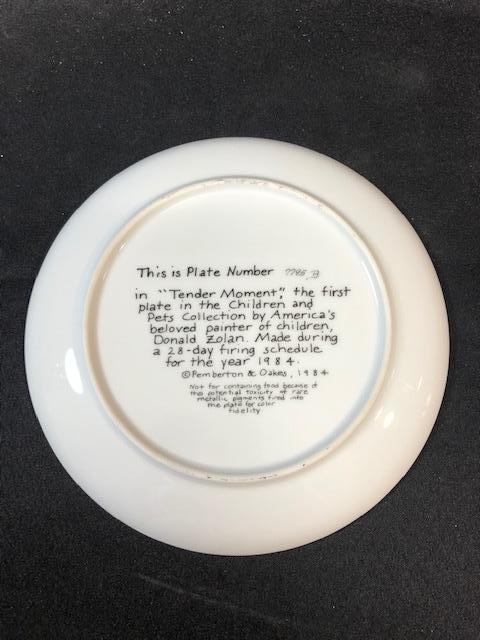 This is Plate Number 7785 B
in "Tender Moment," the first
plate in the Children and
Pets Collection by America's
beloved painter of children,
Donald Zolan. Made during
a 28-day firing schedule
for the year 1984.
©Pemberton & Oakes, 1984
Not for containing food because of
the potential toxicity of rare
metallic pigments fired into
the plate for color
fidelity